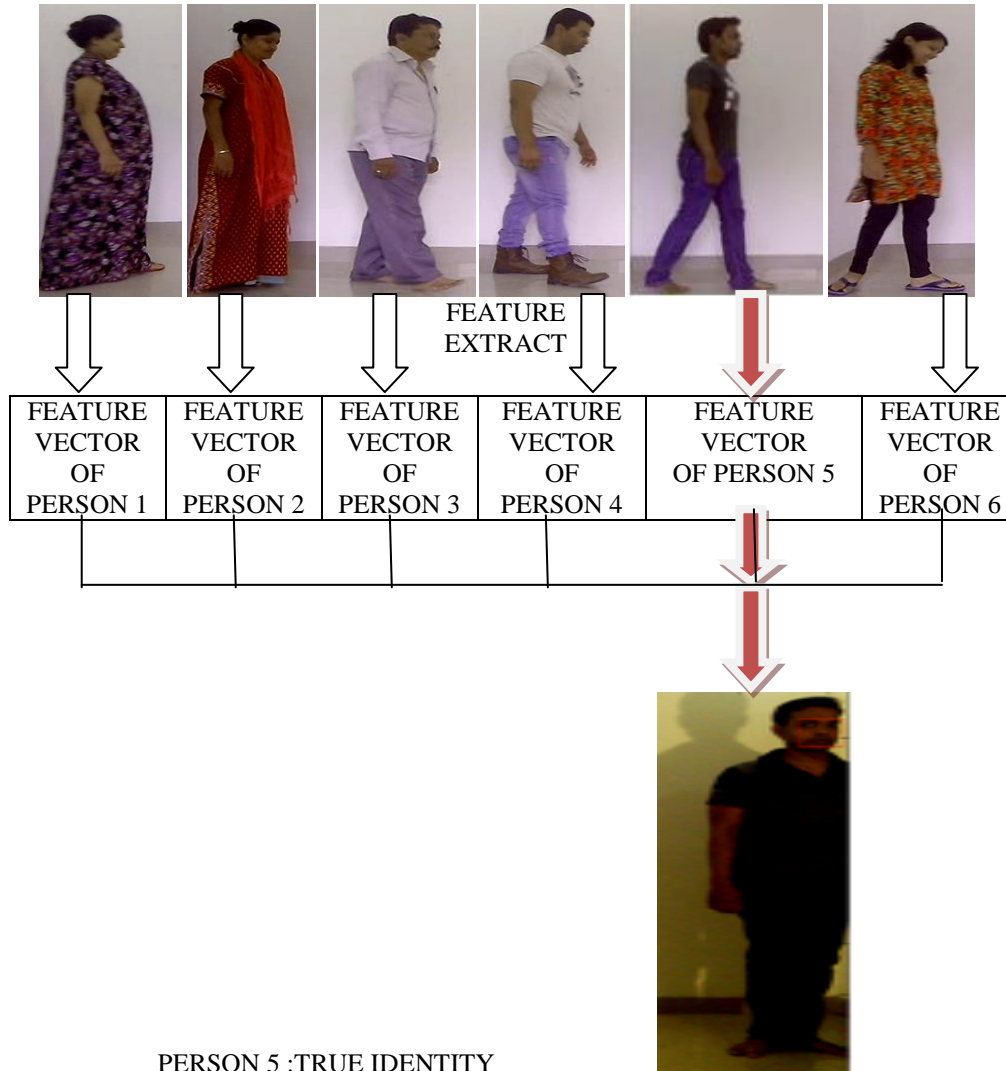 FEATURE
EXTRACT
FEATURE
VECTOR
OF
PERSON 1
FEATURE
VECTOR
OF
PERSON 2
FEATURE
VECTOR
OF
PERSON 3
FEATURE
VECTOR
OF
PERSON 4
FEATURE
VECTOR
OF PERSON 5
FEATURE
VECTOR
OF
PERSON 6
PERSON 5 :TRUE IDENTITY